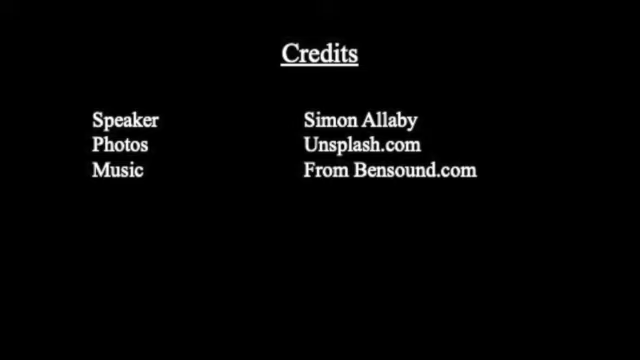 Credits
Speaker Simon Allaby
Photos Unsplash.com
Music From Bensound.com